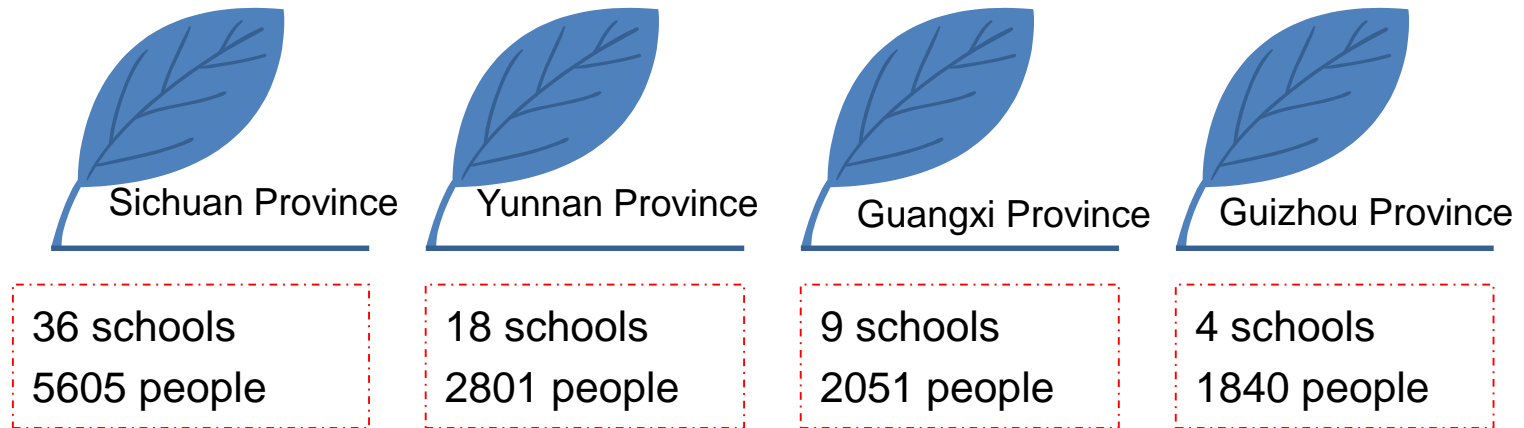 Sichuan Province
36 schools
5605 people
Yunnan Province
18 schools
2801 people
Guangxi Province
9 schools
2051 people
Guizhou Province
4 schools
1840 people